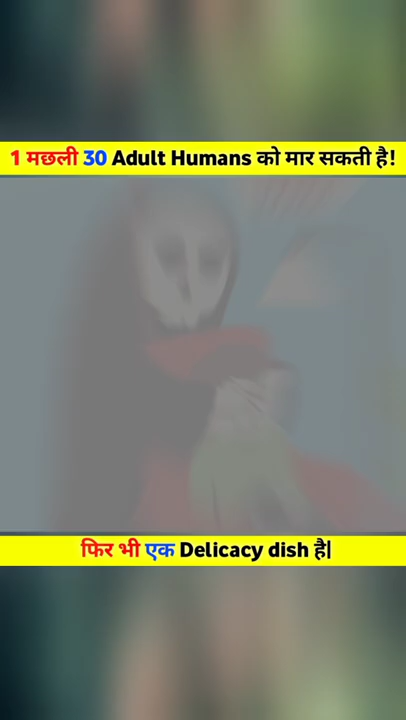 1 मछली 30 Adult Humans को मार सकती है!
फिर भी एक Delicacy dish है|